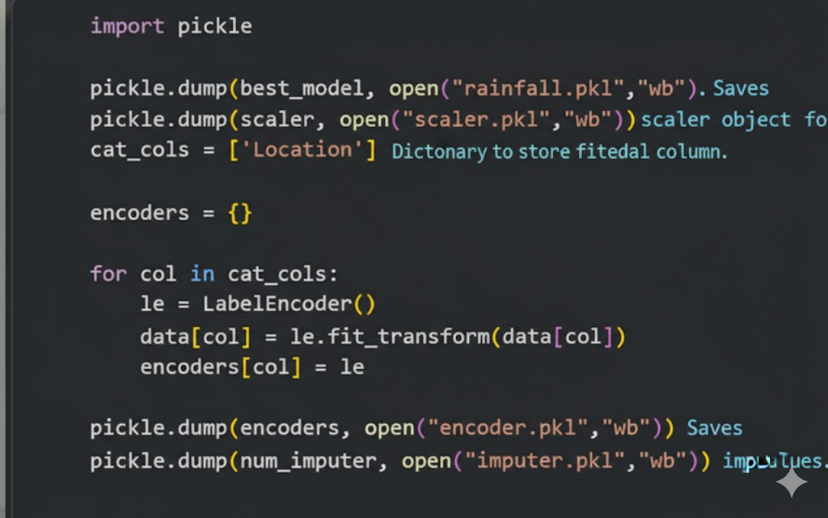 import pickle
pickle.dump(best_model, open("rainfall.pkl","wb"). Saves
pickle.dump(scaler, open("scaler.pkl","wb")) scaler object fo
cat_cols = ['Location'] Dictonary to store fitedal column.
encoders = {}
for col in cat_cols:
le = LabelEncoder()
data[col] = le.fit_transform(data[col])
encoders[col] = le
pickle.dump(encoders, open("encoder.pkl","wb")) Saves
pickle.dump(num_imputer, open("imputer.pkl","wb"))